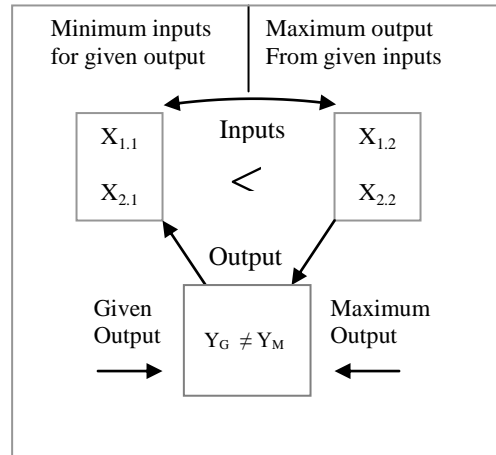 Minimum inputs
for given output
Maximum output
From given inputs
Inputs
X1.1
X2.1
<
X1.2
X2.2
Output
Given
Output
YG ≠ YM
Maximum
Output